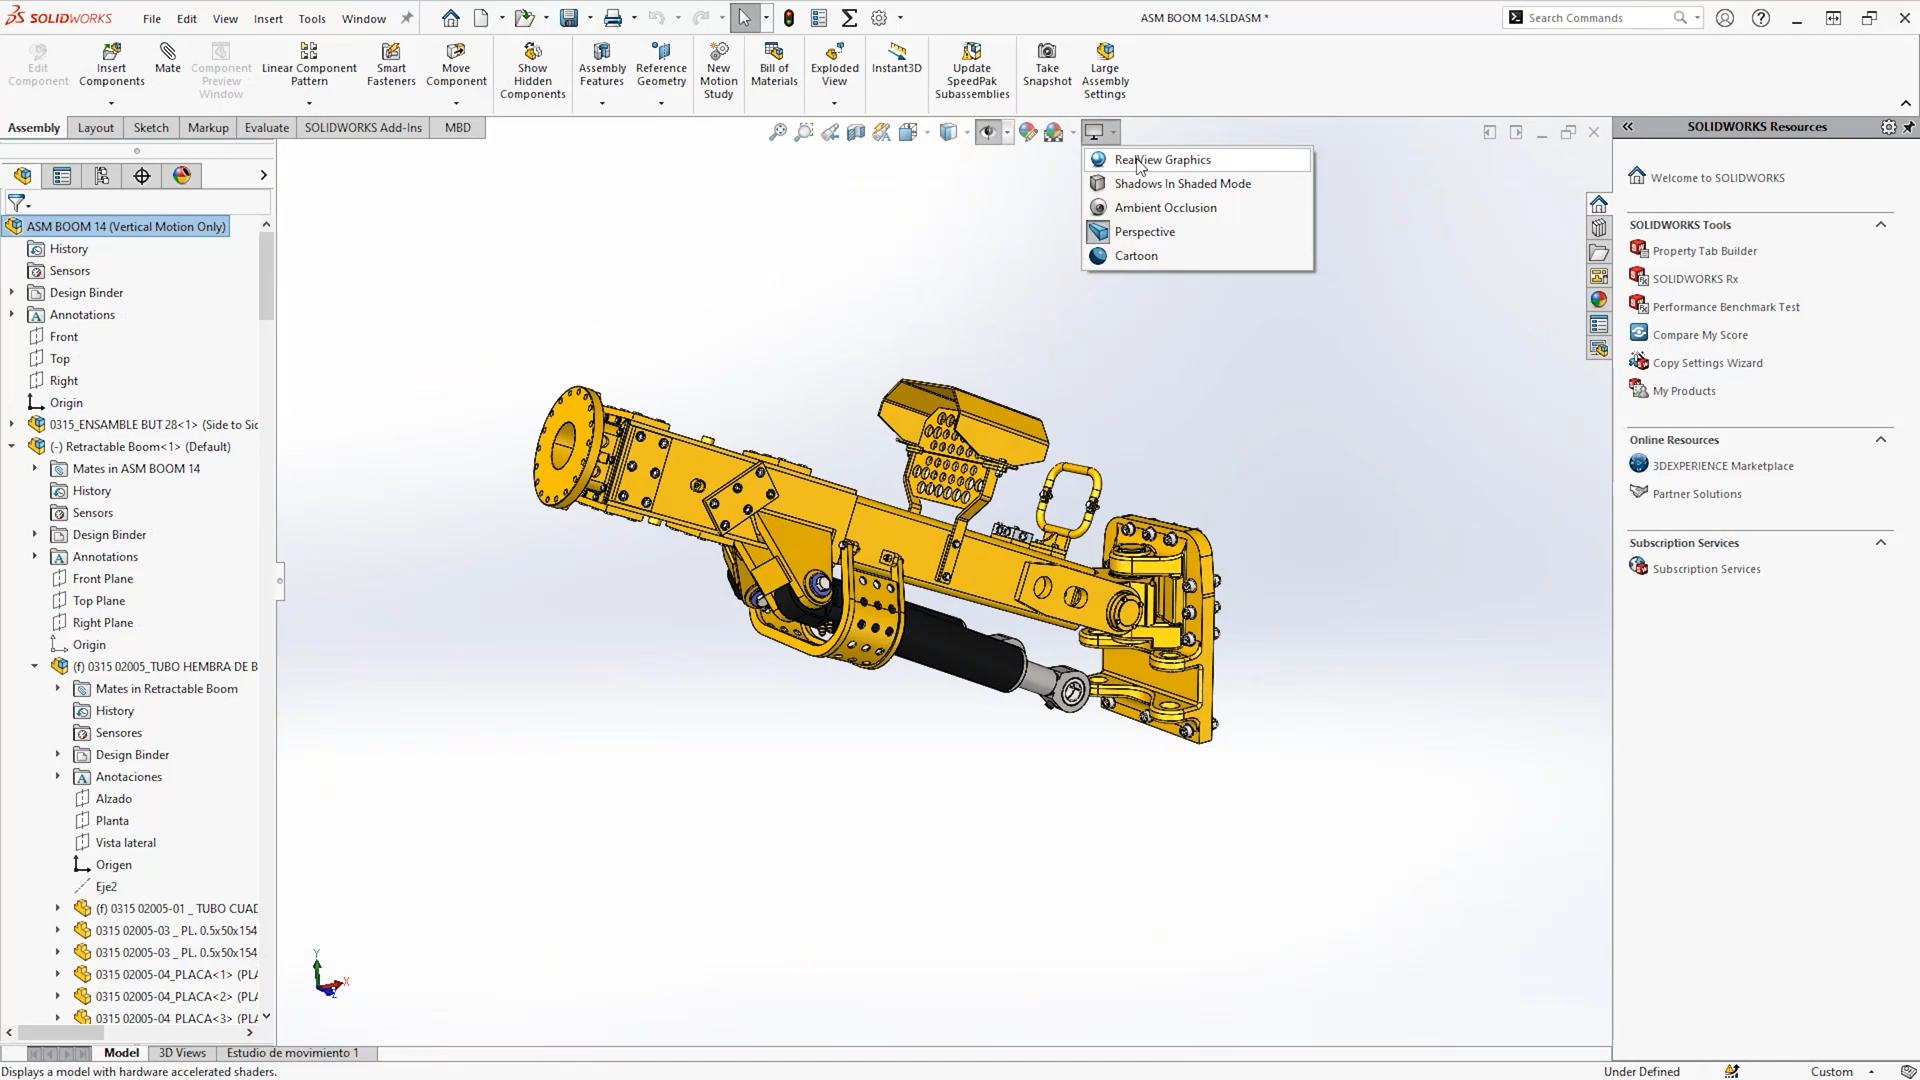 SOLIDWORKS
File
Edit
View
Insert
Tools
Window
ASM BOOM 14.SLDASM *
Search Commands
Edit
Component
Insert
Components
Mate
Component
Preview
Window
Linear Component
Pattern
Smart
Fasteners
Move
Component
Show
Hidden
Components
Assembly
Features
Reference
Geometry
New
Motion
Study
Bill of
Materials
Exploded
View
Instant3D
Update
SpeedPak
Subassemblies
Take
Snapshot
Large
Assembly
Settings
Assembly
Layout
Sketch
Markup
Evaluate
SOLIDWORKS Add-Ins
MBD
ASM BOOM 14 (Vertical Motion Only)
History
Sensors
Design Binder
Annotations
Front
Top
Right
Origin
0315_ENSAMBLE BUT 28<1> (Side to Sic
(-) Retractable Boom<1> (Default)
Mates in ASM BOOM 14
History
Sensors
Design Binder
Annotations
Front Plane
Top Plane
Right Plane
Origin
(f) 0315 02005_TUBO HEMBRA DE B
Mates in Retractable Boom
History
Sensores
Design Binder
Anotaciones
Alzado
Planta
Vista lateral
Origen
Eje2
(f) 0315 02005-01 _ TUBO CUAD
0315 02005-03 _ PL. 0.5x50x154
0315 02005-03 _ PL. 0.5x50x154
0315 02005-04_PLACA<1> (PLA
0315 02005-04_PLACA<2> (PLA
0315 02005-04 PLACA<3> (PLA
RealView Graphics
Shadows In Shaded Mode
Ambient Occlusion
Perspective
Cartoon
Y
X
Z
SOLIDWORKS Resources
Welcome to SOLIDWORKS
SOLIDWORKS Tools
Property Tab Builder
SOLIDWORKS Rx
Performance Benchmark Test
Compare My Score
Copy Settings Wizard
My Products
Online Resources
3DEXPERIENCE Marketplace
Partner Solutions
Subscription Services
Subscription Services
Model
3D Views
Estudio de movimiento 1
Displays a model with hardware accelerated shaders.
Under Defined
Custom